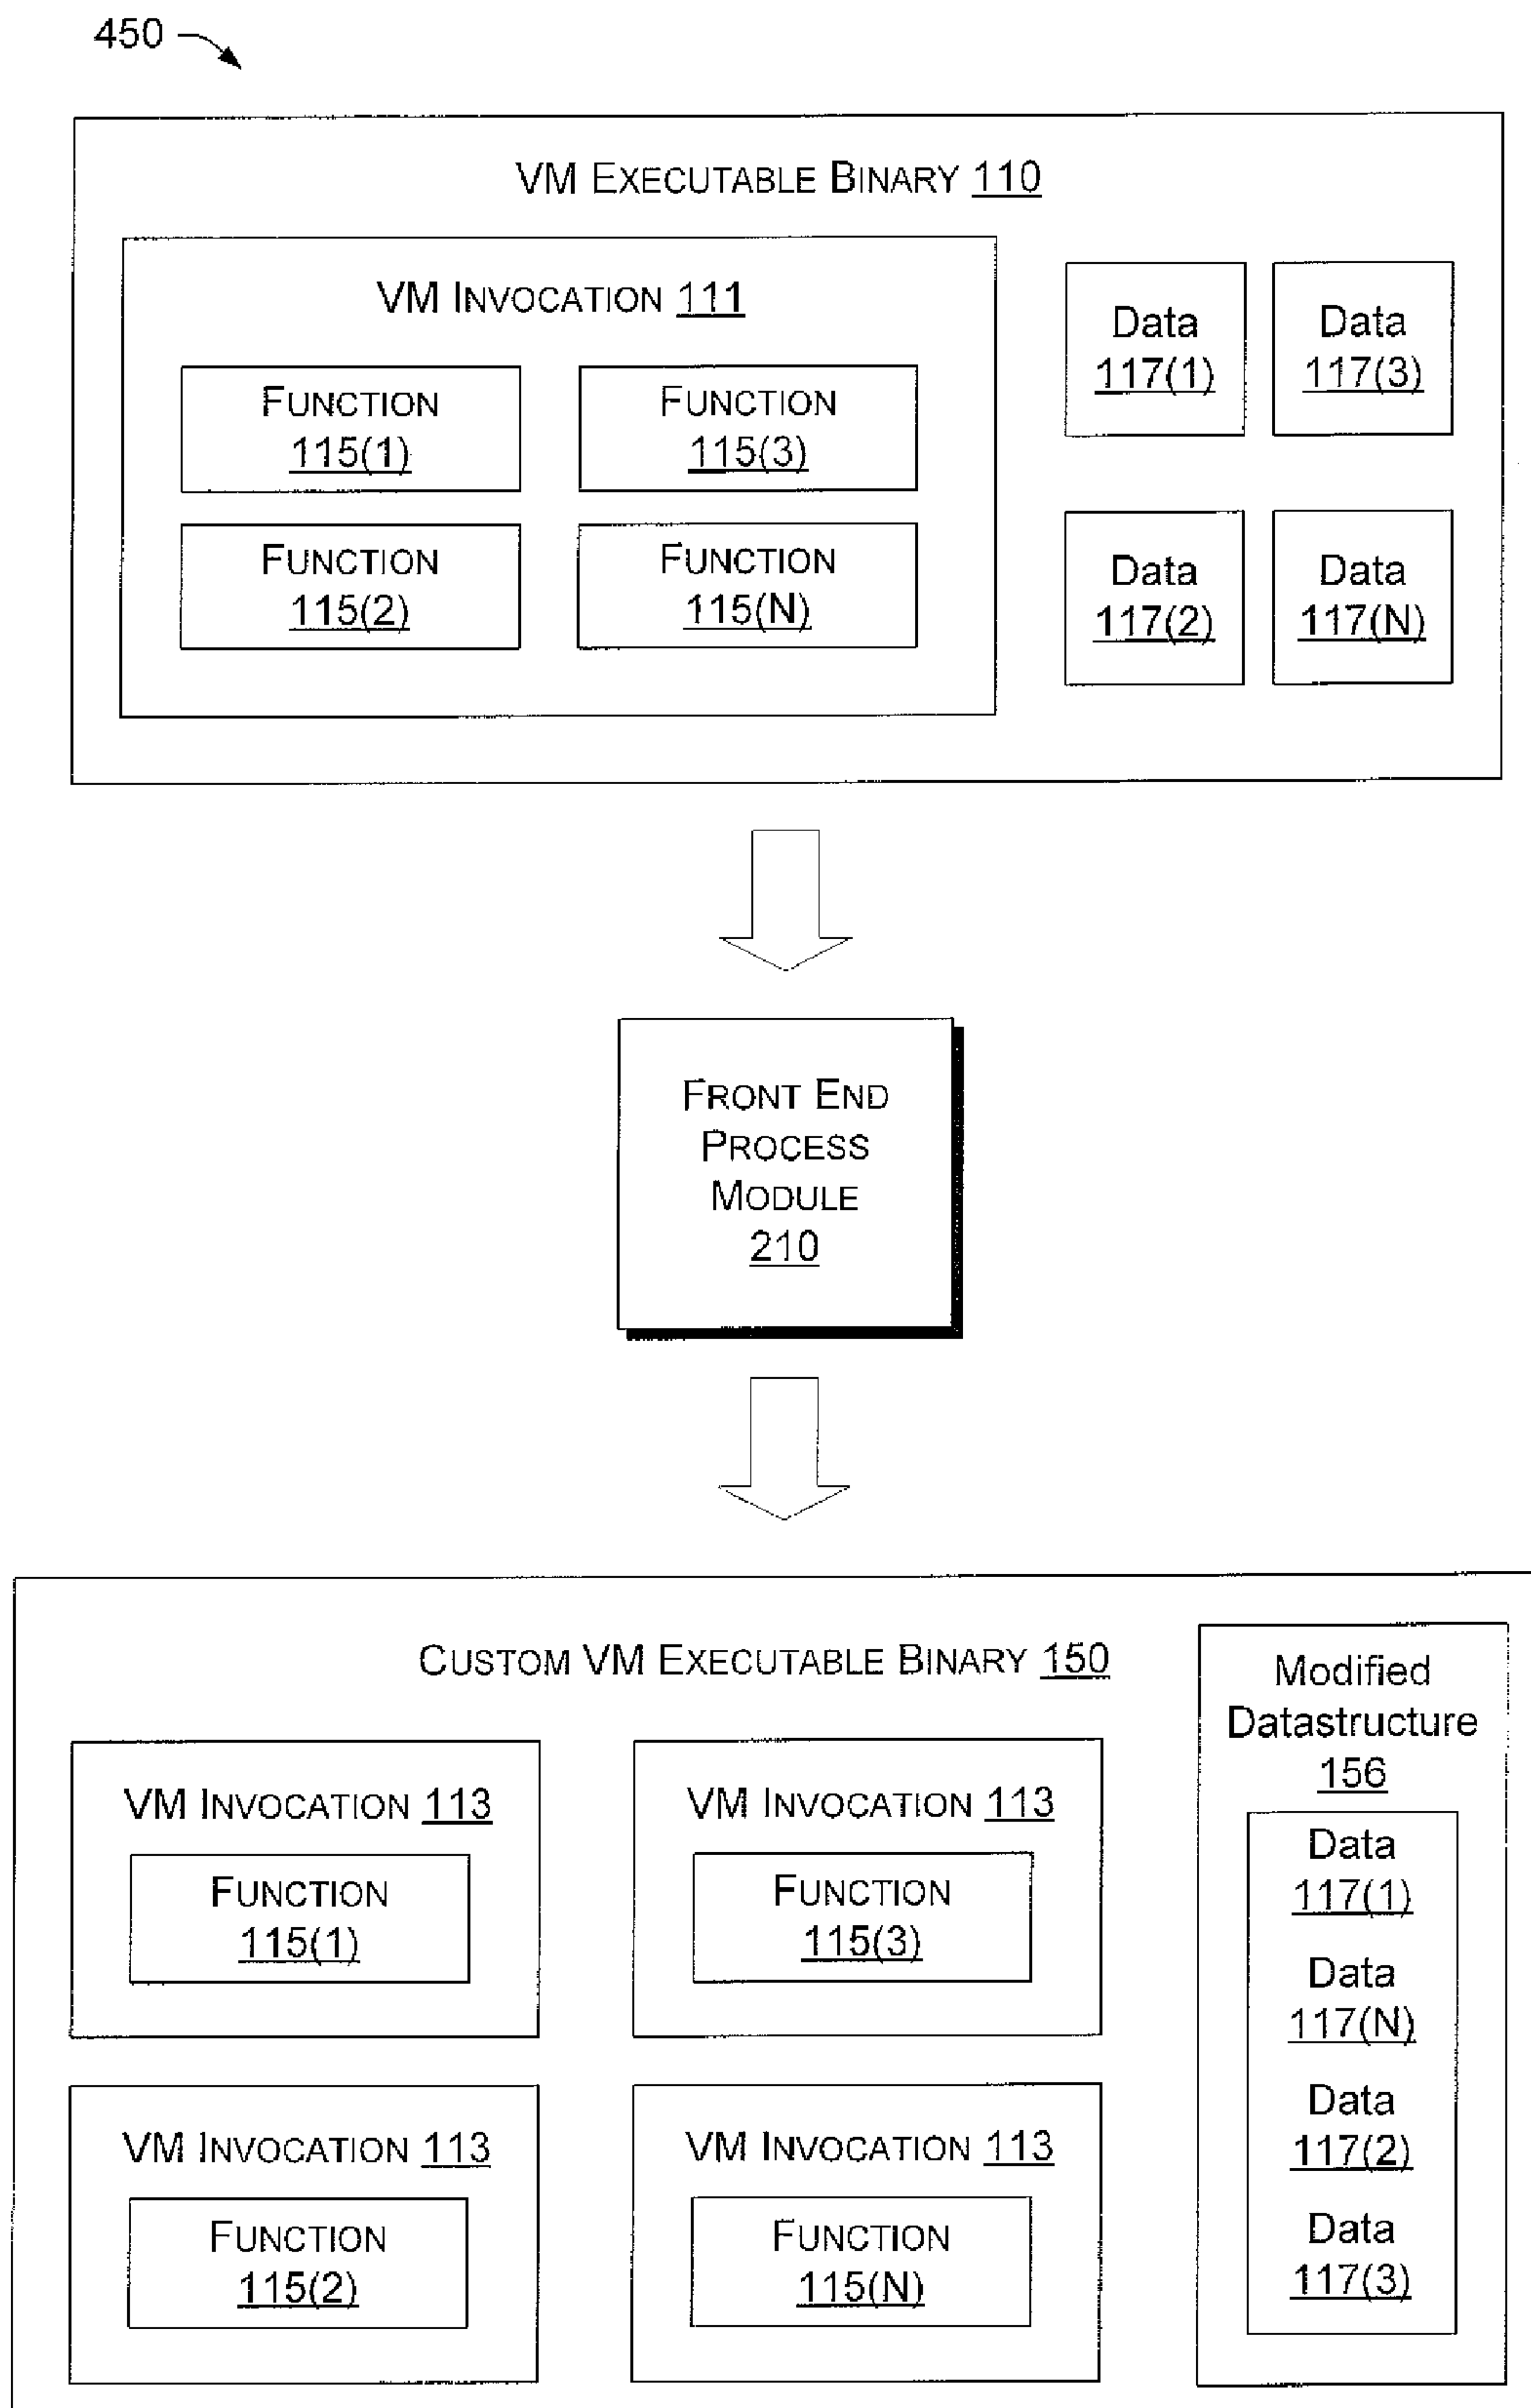 450
VM EXECUTABLE BINARY 110
VM INVOCATION 111
FUNCTION
115(1)
FUNCTION
115(3)
FUNCTION
115(2)
FUNCTION
115(N)
Data
117(1)
Data
117(3)
Data
117(2)
Data
117(N)
FRONT END
PROCESS
MODULE
210
CUSTOM VM EXECUTABLE BINARY 150
VM INVOCATION 113
FUNCTION
115(1)
VM INVOCATION 113
FUNCTION
115(3)
VM INVOCATION 113
FUNCTION
115(2)
VM INVOCATION 113
FUNCTION
115(N)
Modified
Datastructure
156
Data
117(1)
Data
117(N)
Data
117(2)
Data
117(3)